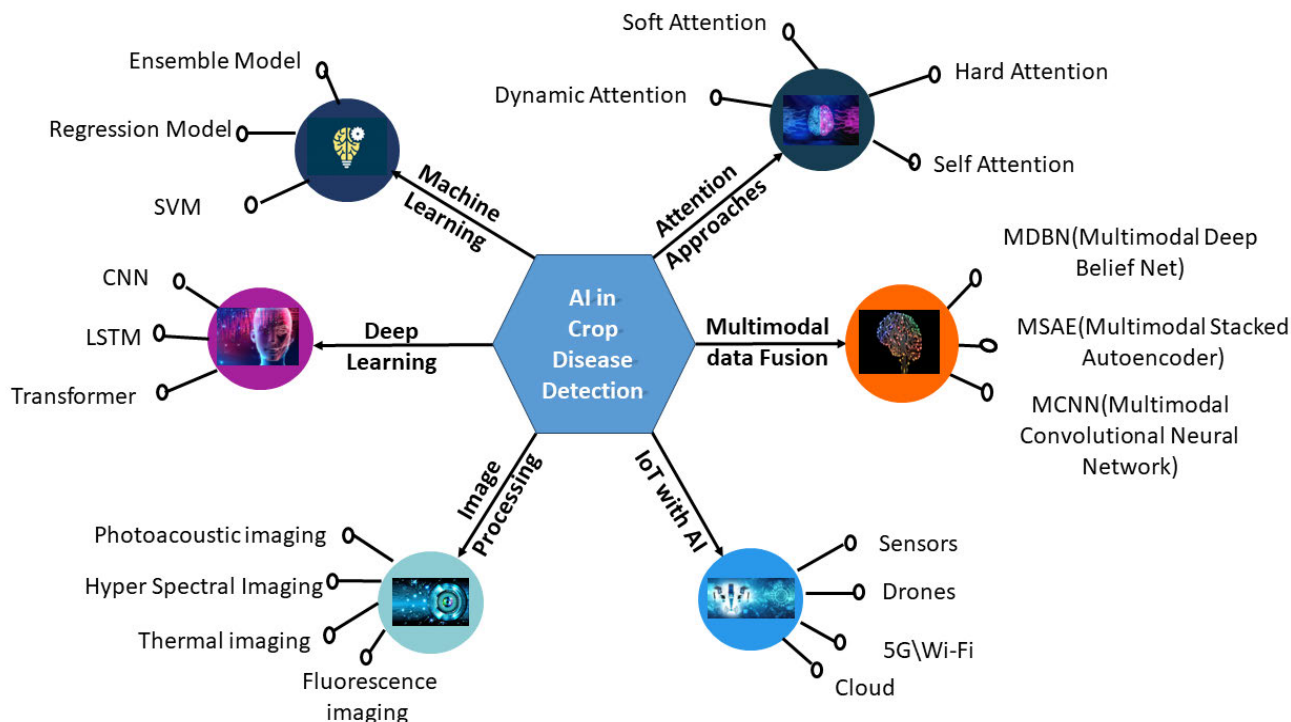 Soft Attention
Ensemble Model
Hard Attention
Dynamic Attention
Regression Model
Self Attention
SVM
Machine
Learning
Attention
Approaches
MDBN(Multimodal Deep
Belief Net)
CNN
AI in
Crop
Disease
Detection
LSTM
Deep
Learning
Multimodal
data Fusion
MSAE(Multimodal Stacked
Autoencoder)
Transformer
MCNN(Multimodal
Convolutional Neural
Network)
Image
Processing
IoT with AI
Photoacoustic imaging
Sensors
Hyper Spectral Imaging
Drones
Thermal imaging
5G\Wi-Fi
Fluorescence
imaging
Cloud